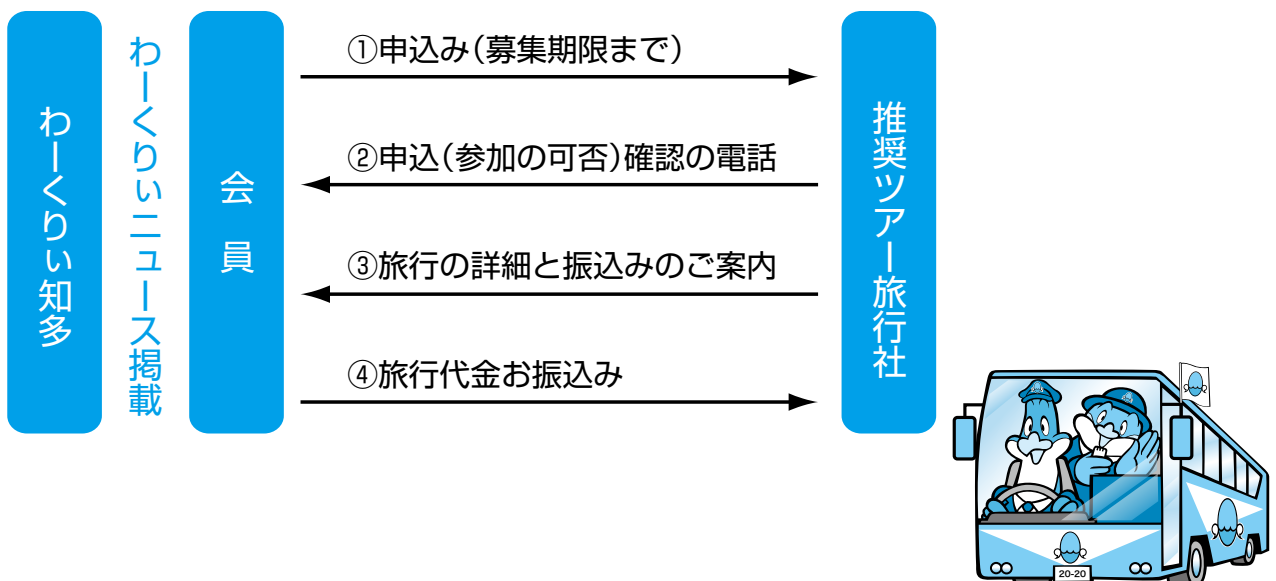 わーくりぃ知多
わーくりぃニュース掲載
会員
①申込み（募集期限まで）
②申込（参加の可否）確認の電話
③旅行の詳細と振込みのご案内
④旅行代金お振込み
推奨ツアー旅行社
20-20